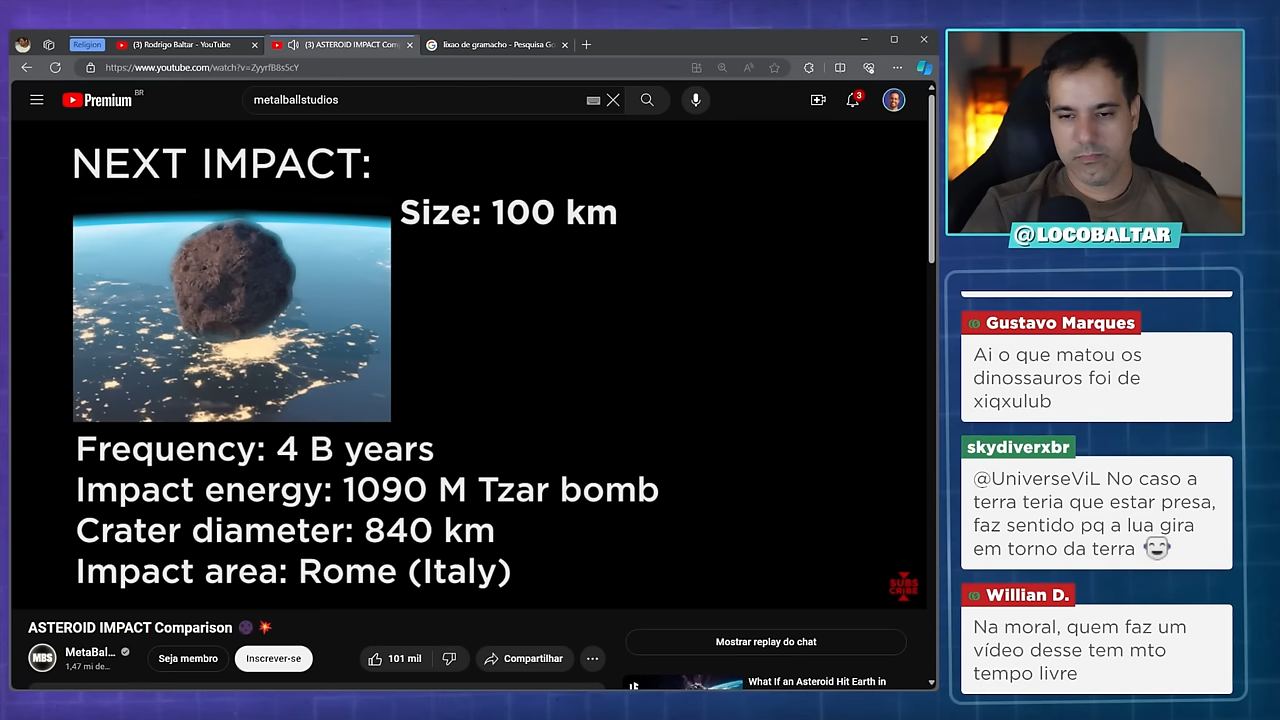 Religion
(3) Rodrigo Baltar - YouTube
(3) ASTEROID IMPACT Com
lixao de gramacho - Pesquisa Go
https://www.youtube.com/watch?v=ZyyrfB8s5cY
Premium BR
metalballstudios
3
NEXT IMPACT:
Size: 100 km
Frequency: 4 B years
Impact energy: 1090 M Tzar bomb
Crater diameter: 840 km
Impact area: Rome (Italy)
SUBSCRIBE
ASTEROID IMPACT Comparison
MBS
MetaBal...
1,47 mi de...
Seja membro
Inscrever-se
101 mil
Compartilhar
Mostrar replay do chat
What If an Asteroid Hit Earth in
@LOCOBALTAR
Gustavo Marques
Ai o que matou os
dinossauros foi de
xiqxulub
skydiverxbr
@UniverseViL No caso a
terra teria que estar presa,
faz sentido pq a lua gira
em torno da terra
Willian D.
Na moral, quem faz um
vídeo desse tem mto
tempo livre